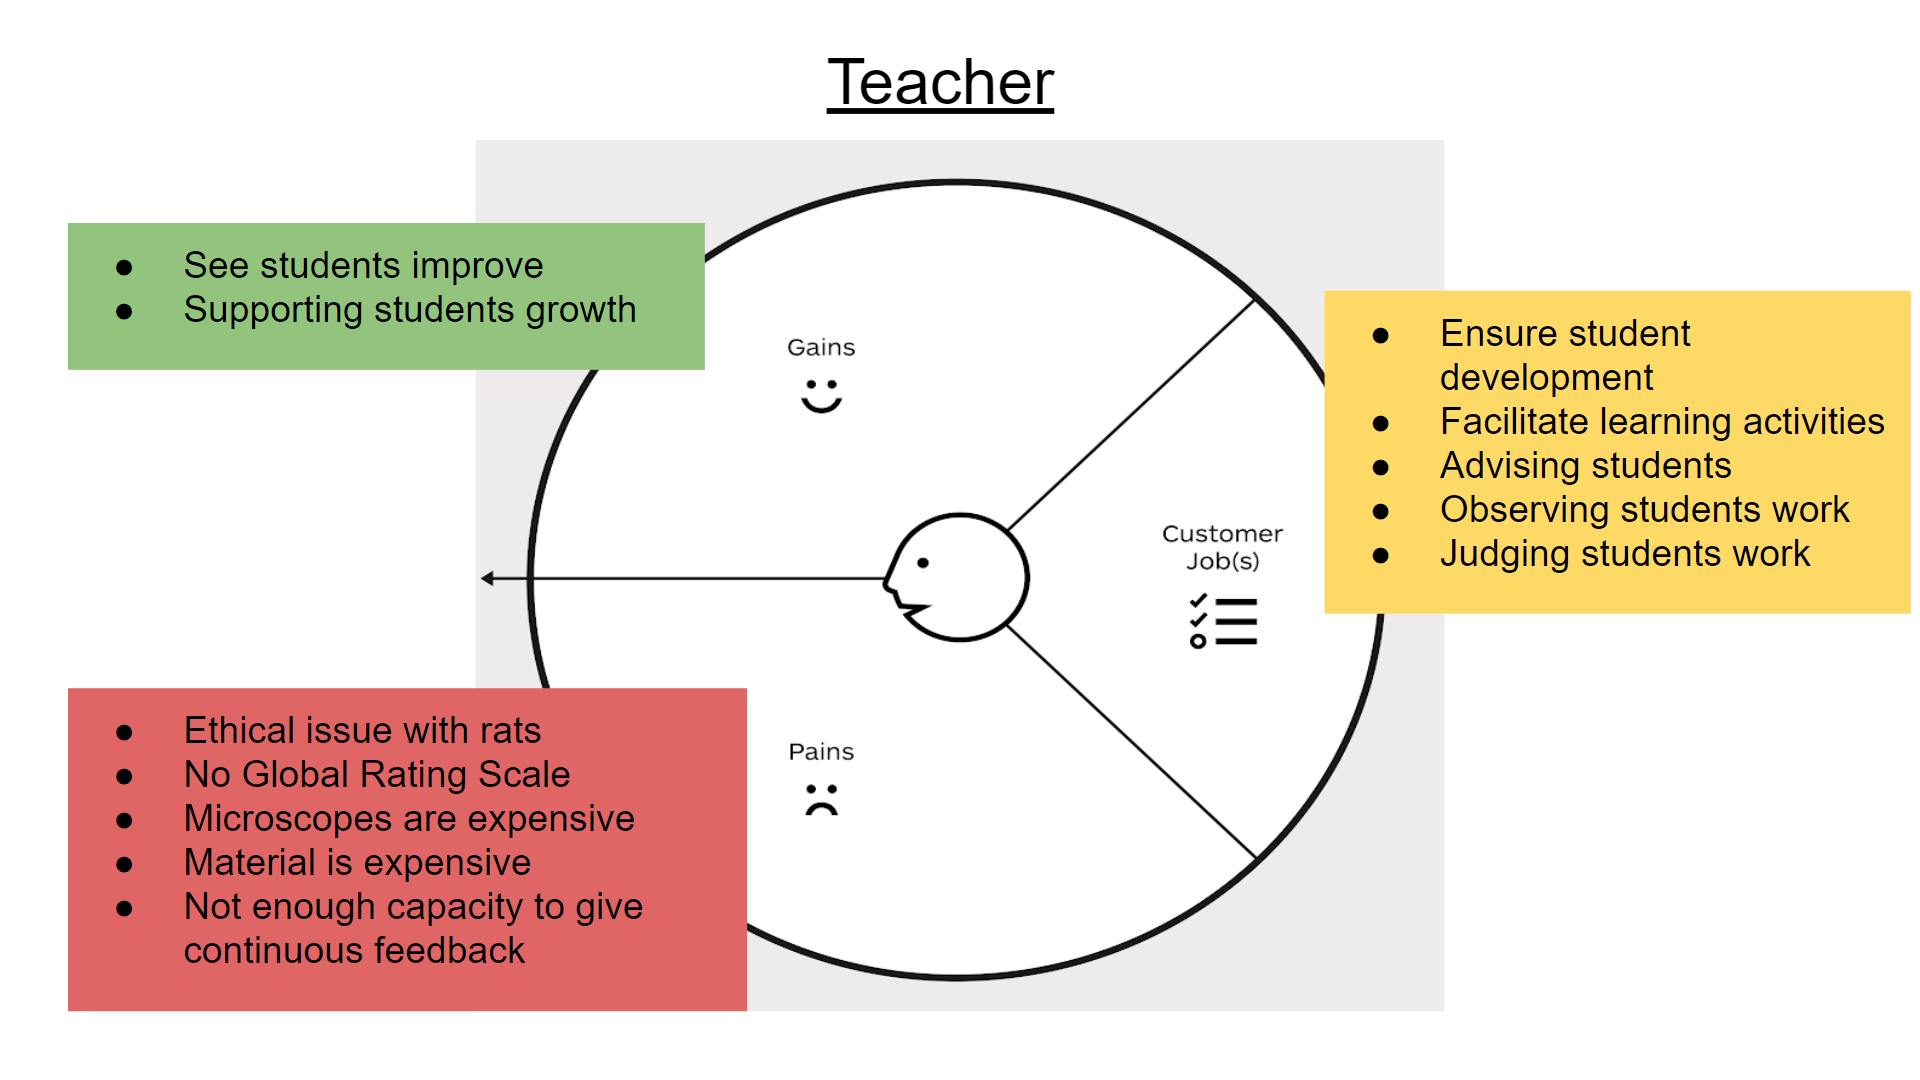 Teacher
● See students improve
● Supporting students growth
Gains
● Ensure student
development
● Facilitate learning activities
● Advising students
● Observing students work
● Judging students work
Customer
Job(s)
● Ethical issue with rats
● No Global Rating Scale
● Microscopes are expensive
● Material is expensive
● Not enough capacity to give
continuous feedback
Pains